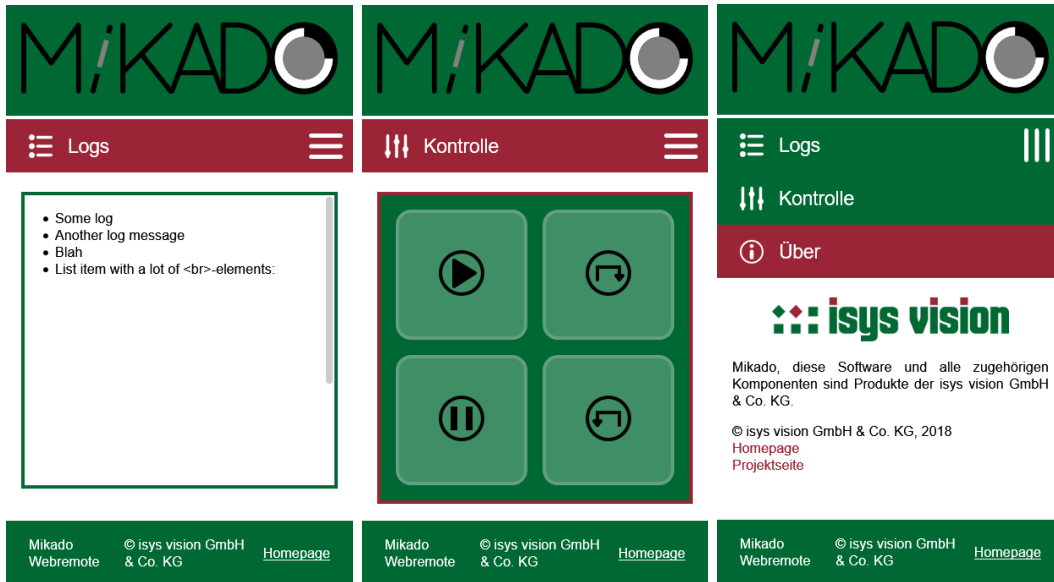 MiKADO
Logs
Some log
Another log message
Blah
List item with a lot of <br>-elements:
Mikado
Webremote
© isys vision GmbH
& Co. KG
Homepage
MiKADO
Kontrolle
Mikado
Webremote
© isys vision GmbH
& Co. KG
Homepage
MiKADO
Logs
Kontrolle
Über
isys vision
Mikado, diese Software und alle zugehörigen
Komponenten sind Produkte der isys vision GmbH
& Co. KG.
© isys vision GmbH & Co. KG, 2018
Homepage
Projektseite
Mikado
Webremote
© isys vision GmbH
& Co. KG
Homepage